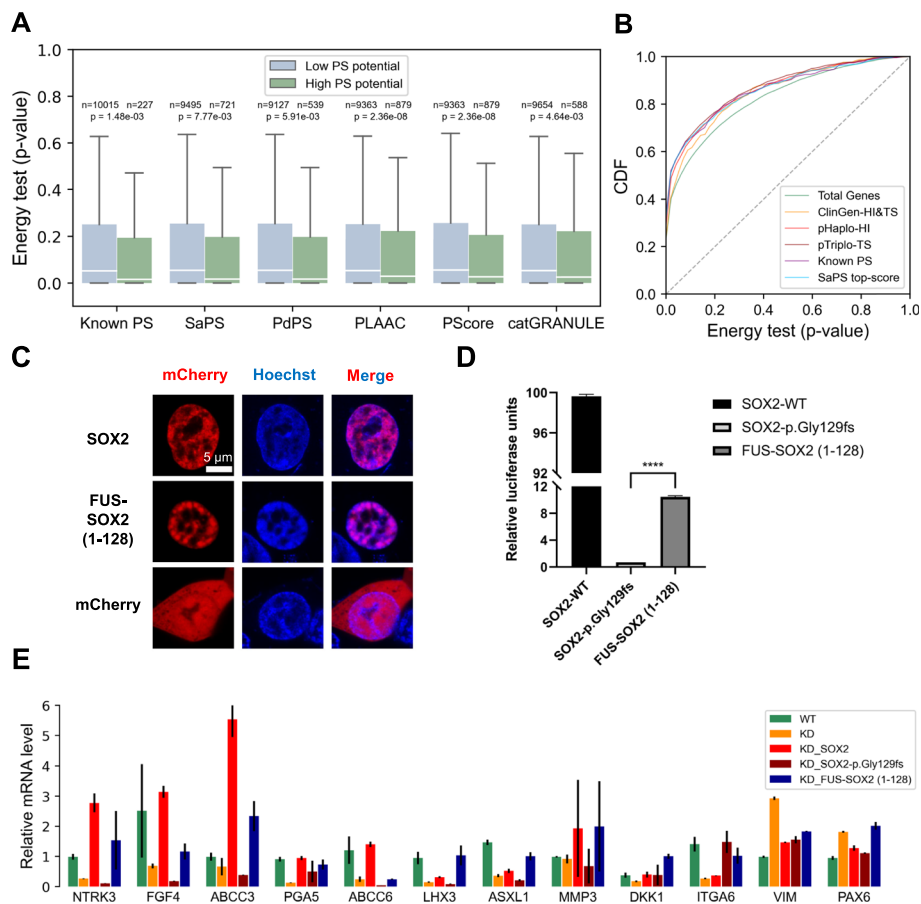 A
1.0
0.8
0.6
0.4
0.2
0.0
Energy test (p-value)
Low PS potential
High PS potential
n=10015 n=227 n=9495 n=721 n=9127 n=539 n=9363 n=879 n=9363 n=879 n=9654 n=588
p = 1.48e-03 p = 7.77e-03 p = 5.91e-03 p = 2.36e-08 p = 2.36e-08 p = 4.64e-03
Known PS SaPS PdPS PLAAC PScore catGRANULE
B
1.0
0.8
0.6
0.4
0.2
0.0
CDF
Total Genes
ClinGen-HI&TS
pHaplo-HI
pTriplo-TS
Known PS
SaPS top-score
0.0 0.2 0.4 0.6 0.8 1.0
Energy test (p-value)
C
mCherry Hoechst Merge
SOX2
5 μm
FUS-
SOX2
(1-128)
mCherry
D
Relative luciferase units
100
96
92
12
8
4
0
****
SOX2-WT
SOX2-p.Gly129fs
FUS-SOX2 (1-128)
SOX2-WT
SOX2-p.Gly129fs
FUS-SOX2 (1-128)
E
Relative mRNA level
6
5
4
3
2
1
0
WT
KD
KD_SOX2
KD_SOX2-p.Gly129fs
KD_FUS-SOX2 (1-128)
NTRK3 FGF4 ABCC3 PGA5 ABCC6 LHX3 ASXL1 MMP3 DKK1 ITGA6 VIM PAX6